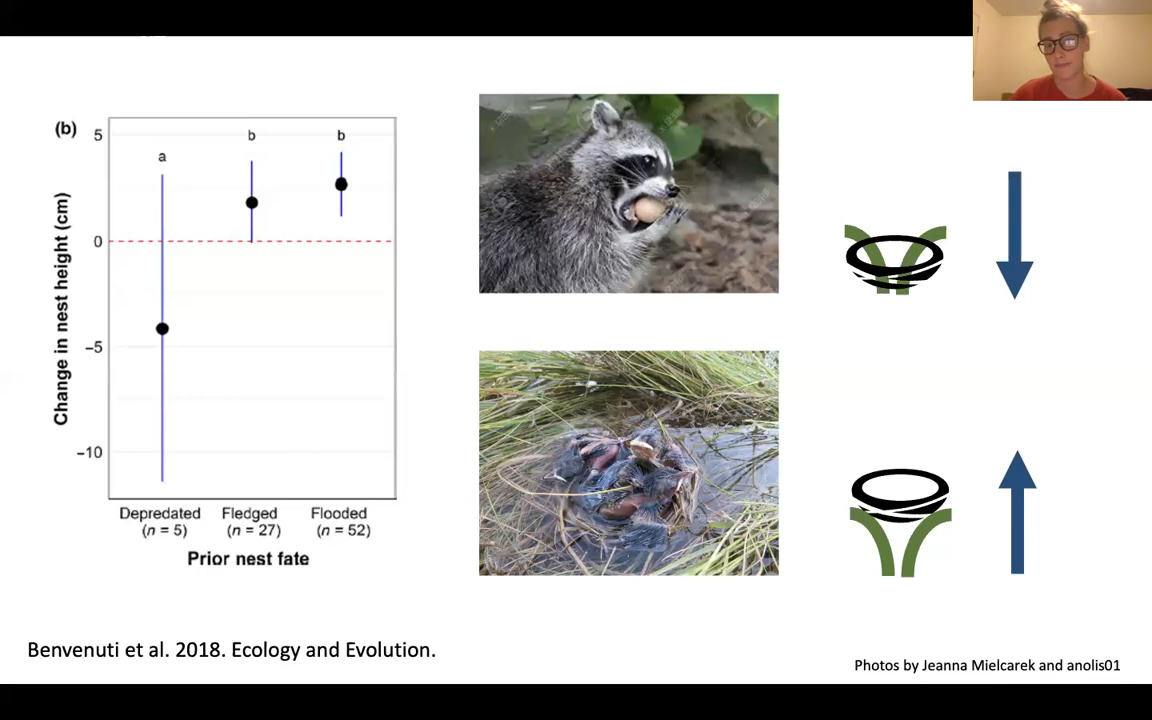 (b)
5
0
−5
−10
a
b
b
Change in nest height (cm)
Depredated
(n = 5)
Fledged
(n = 27)
Flooded
(n = 52)
Prior nest fate
Benvenuti et al. 2018. Ecology and Evolution.
Photos by Jeanna Mielcarek and anolis01